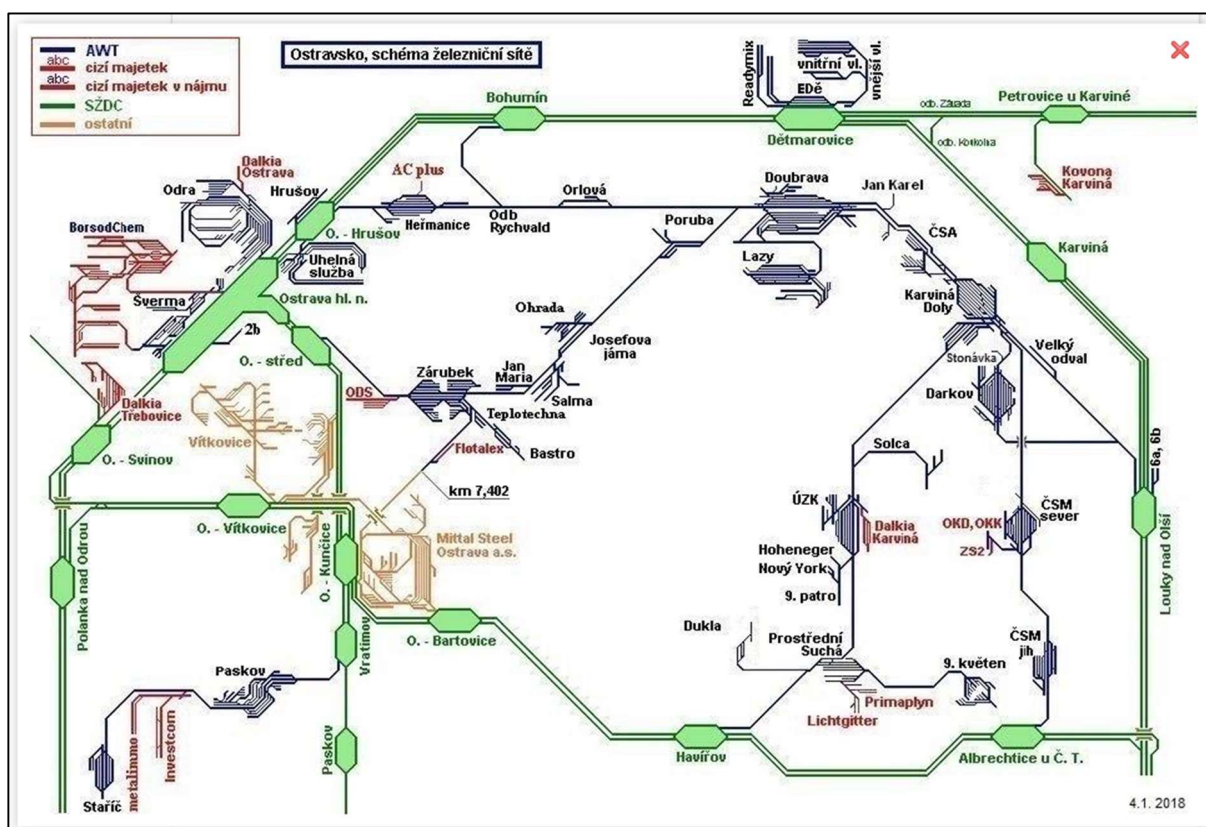 AWT
abc
cizí majetek
abc
cizí majetek v nájmu
SŽDC
ostatní
Ostravsko, schéma železniční sítě
Readymix
vnitřní vl.
vnější vl.
EDě
Dětmarovice
Bohumín
odb. Závada
odb. Koukolna
Petrovice u Karviné
Kovona
Karviná
Dalkia
Ostrava
Odra
Hrušov
AC plus
Heřmanice
O. - Hrušov
Odb
Rychvald
Orlová
Poruba
Doubrava
Jan Karel
ČSA
Lazy
Karviná
Doly
Karviná
BorsodChem
Uhelná
služba
Šverma
Ostrava hl. n.
2b
O. - střed
Ohrada
Josefova
járna
Jan
Maria
Salma
Zárubek
ODS
Teplotechna
Bastro
Flotalex
km 7,402
Stonávka
Velký
odval
Darkov
Dalkia
Třebovice
Vítkovice
O. - Svinov
O. - Vítkovice
O. - Kunčice
Mittal Steel
Ostrava a.s.
Solca
ÚZK
Dalkia
Karviná
OKD, OKK
ZS2
ČSM
sever
6a, 6b
Louky nad Olší
Hoheneger
Nový York
9. patro
Polanka nad Odrou
O. - Bartovice
Vratimov
Dukla
Prostřední
Suchá
ČSM
jih
9. květen
Primaplyn
Lichtgitter
Paskov
Paskov
Staříč
metalimmo
Investcom
Havířov
Albrechtice u Č. T.
4.1. 2018